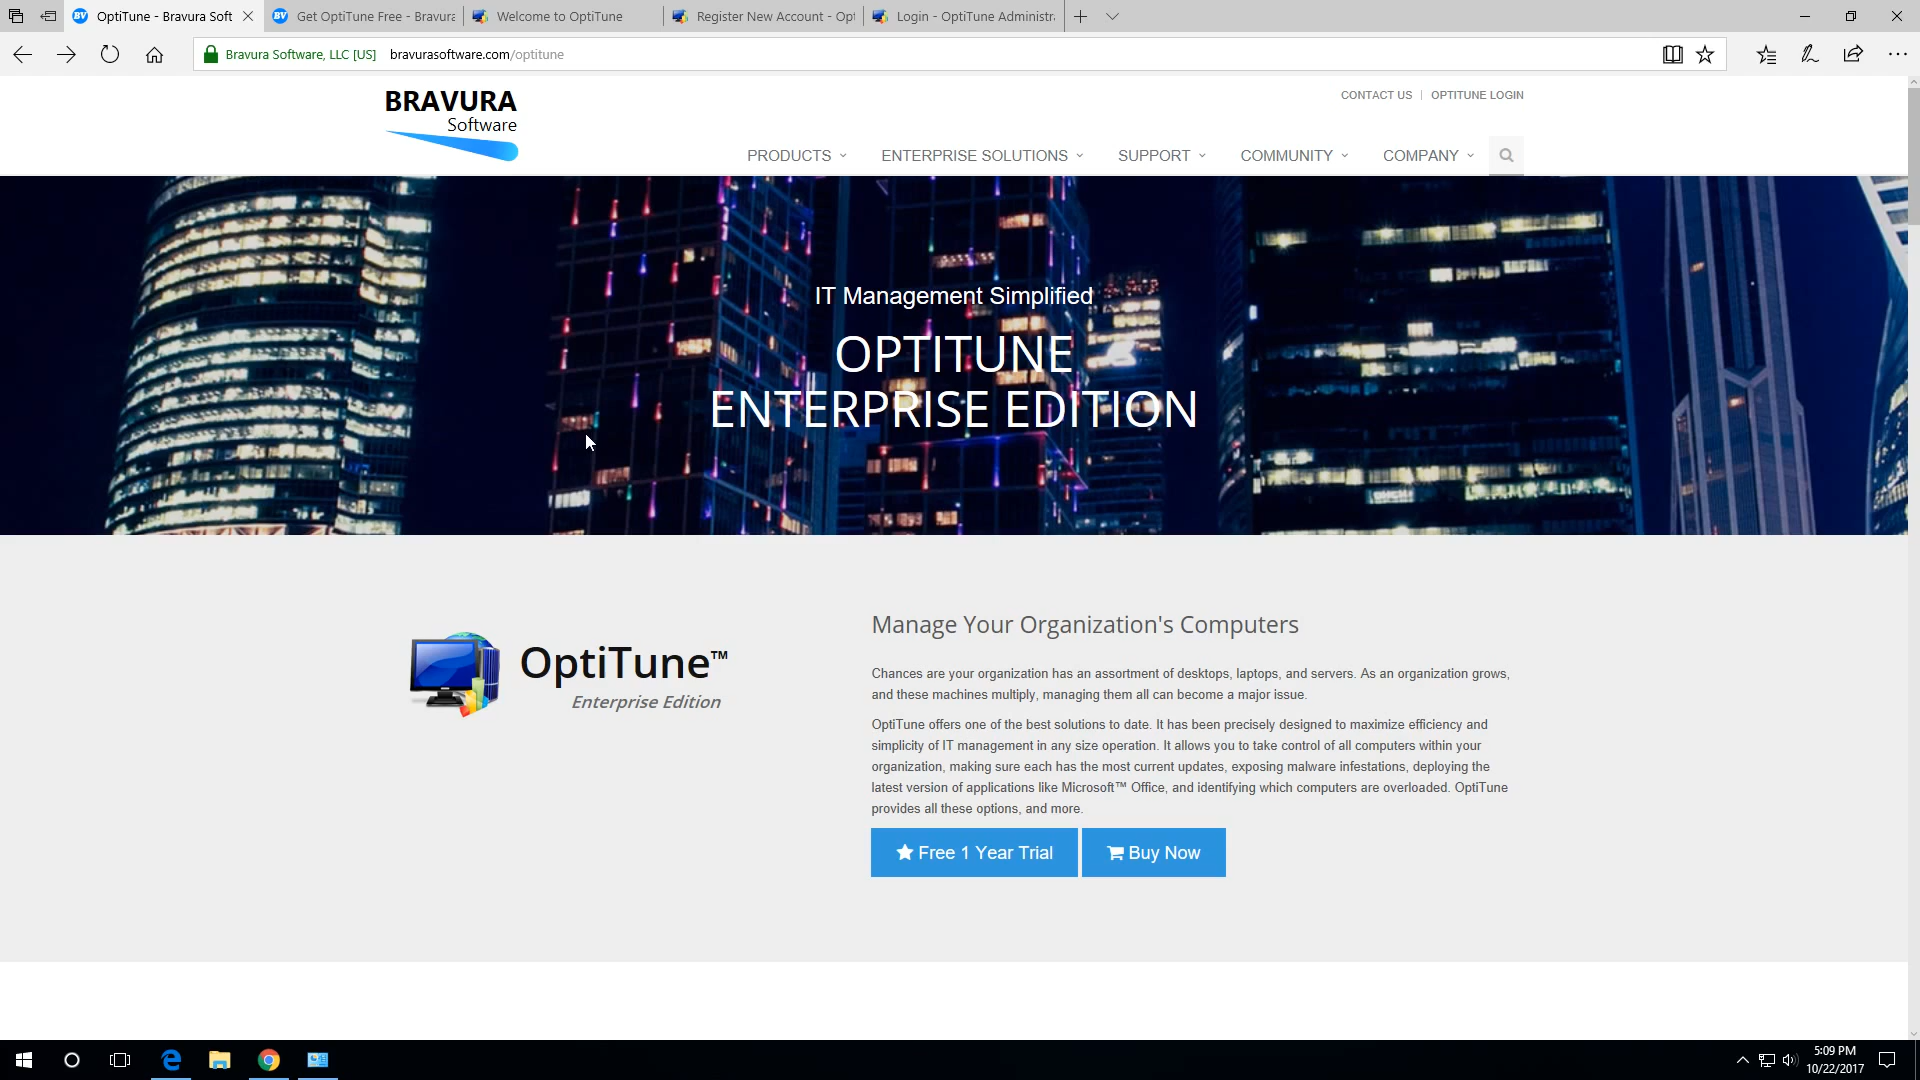 OptiTune - Bravura Soft
Get OptiTune Free - Bravura
Welcome to OptiTune
Register New Account - Opt
Login - OptiTune Administra
Bravura Software, LLC [US]
bravurasoftware.com/optitune
BRAVURA
Software
CONTACT US | OPTITUNE LOGIN
PRODUCTS
ENTERPRISE SOLUTIONS
SUPPORT
COMMUNITY
COMPANY
IT Management Simplified
OPTITUNE
ENTERPRISE EDITION
OptiTune™
Enterprise Edition
Manage Your Organization's Computers
Chances are your organization has an assortment of desktops, laptops, and servers. As an organization grows,
and these machines multiply, managing them all can become a major issue.
OptiTune offers one of the best solutions to date. It has been precisely designed to maximize efficiency and
simplicity of IT management in any size operation. It allows you to take control of all computers within your
organization, making sure each has the most current updates, exposing malware infestations, deploying the
latest version of applications like Microsoft™ Office, and identifying which computers are overloaded. OptiTune
provides all these options, and more.
Free 1 Year Trial
Buy Now
5:09 PM
10/22/2017